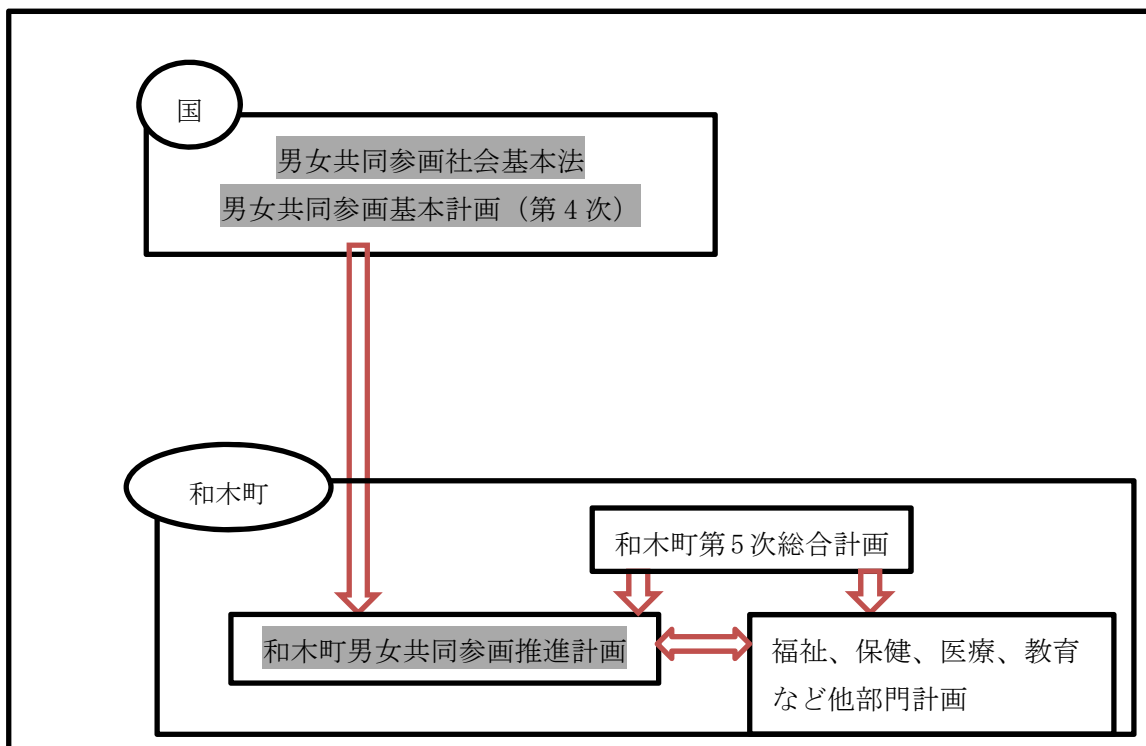 国
男女共同参画社会基本法
男女共同参画基本計画（第４次）
和木町
和木町第５次総合計画
和木町男女共同参画推進計画
福祉、保健、医療、教育
など他部門計画